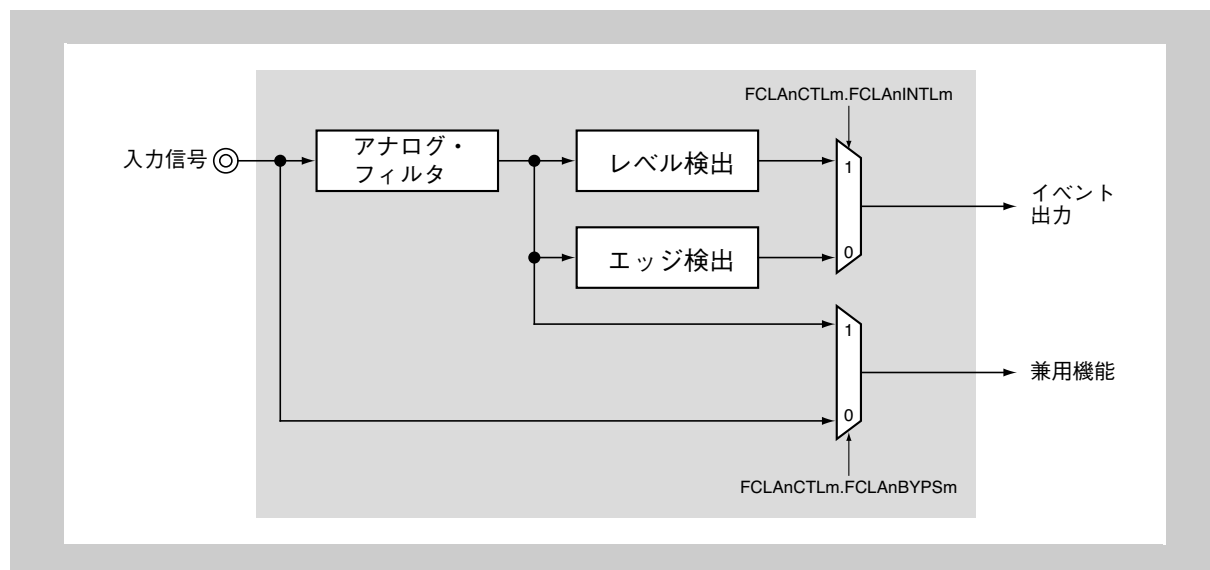 FCLAnCTLm.FCLAnINTLm
入力信号
アナログ・
フィルタ
レベル検出
1
イベント
出力
エッジ検出
0
1
兼用機能
0
FCLAnCTLm.FCLAnBYPSm